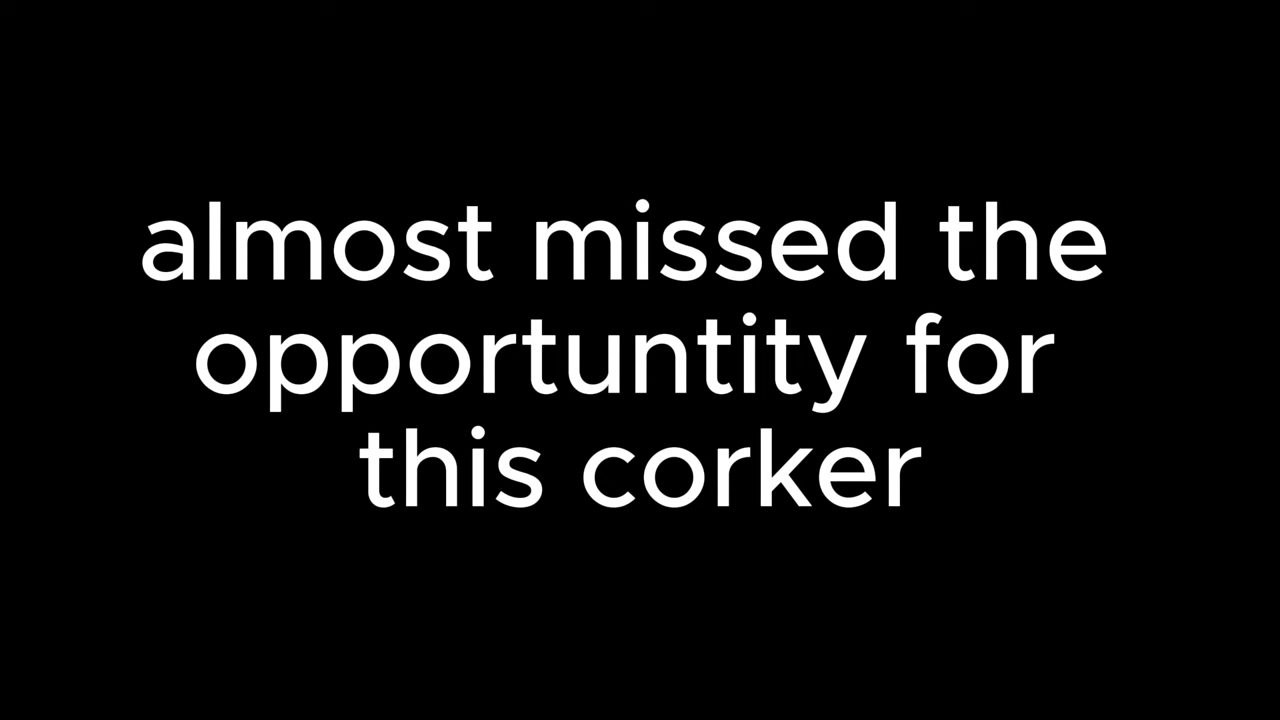 almost missed the
opportuntity for
this corker